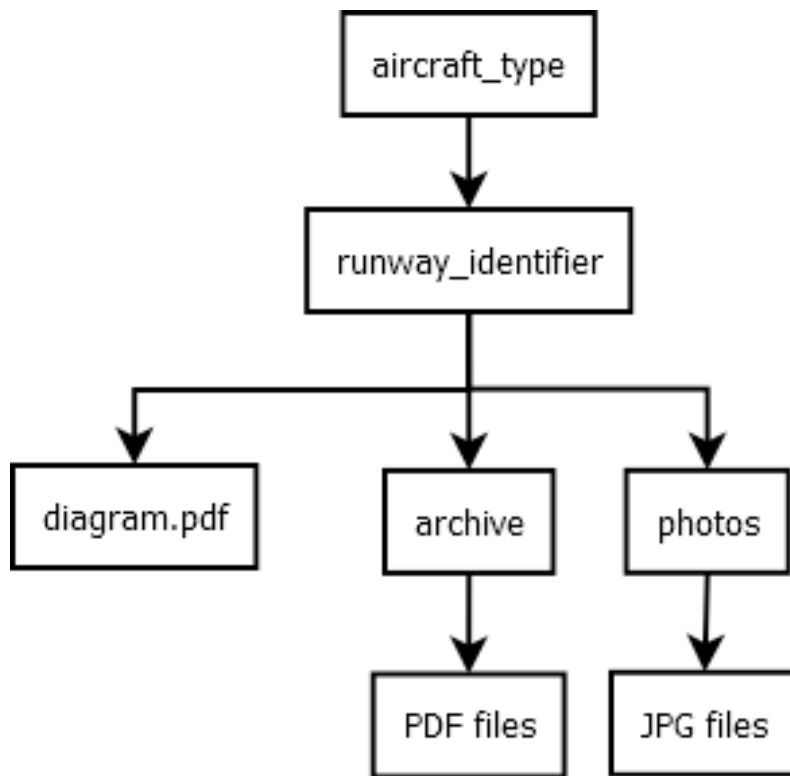 aircraft_type
runway_identifier
diagram.pdf
archive
photos
PDF files
JPG files